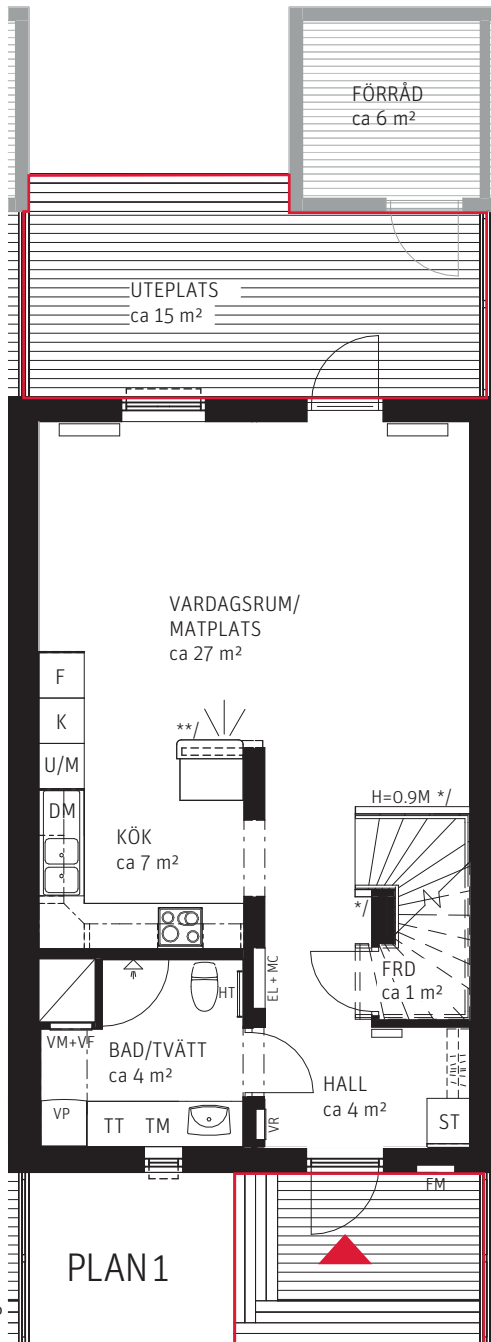 FÖRRÅD
ca 6 m²
UTEPLATS
ca 15 m²
VARDAGSRUM/
MATPLATS
ca 27 m²
F
K
U/M
**/
DM
KÖK
ca 7 m²
H=0.9M */
*/
FRD
ca 1 m²
EL + MC
HT
VM+VF
BAD/TVÄTT
ca 4 m²
VP
TT TM
VR
HALL
ca 4 m²
ST
FM
PLAN 1